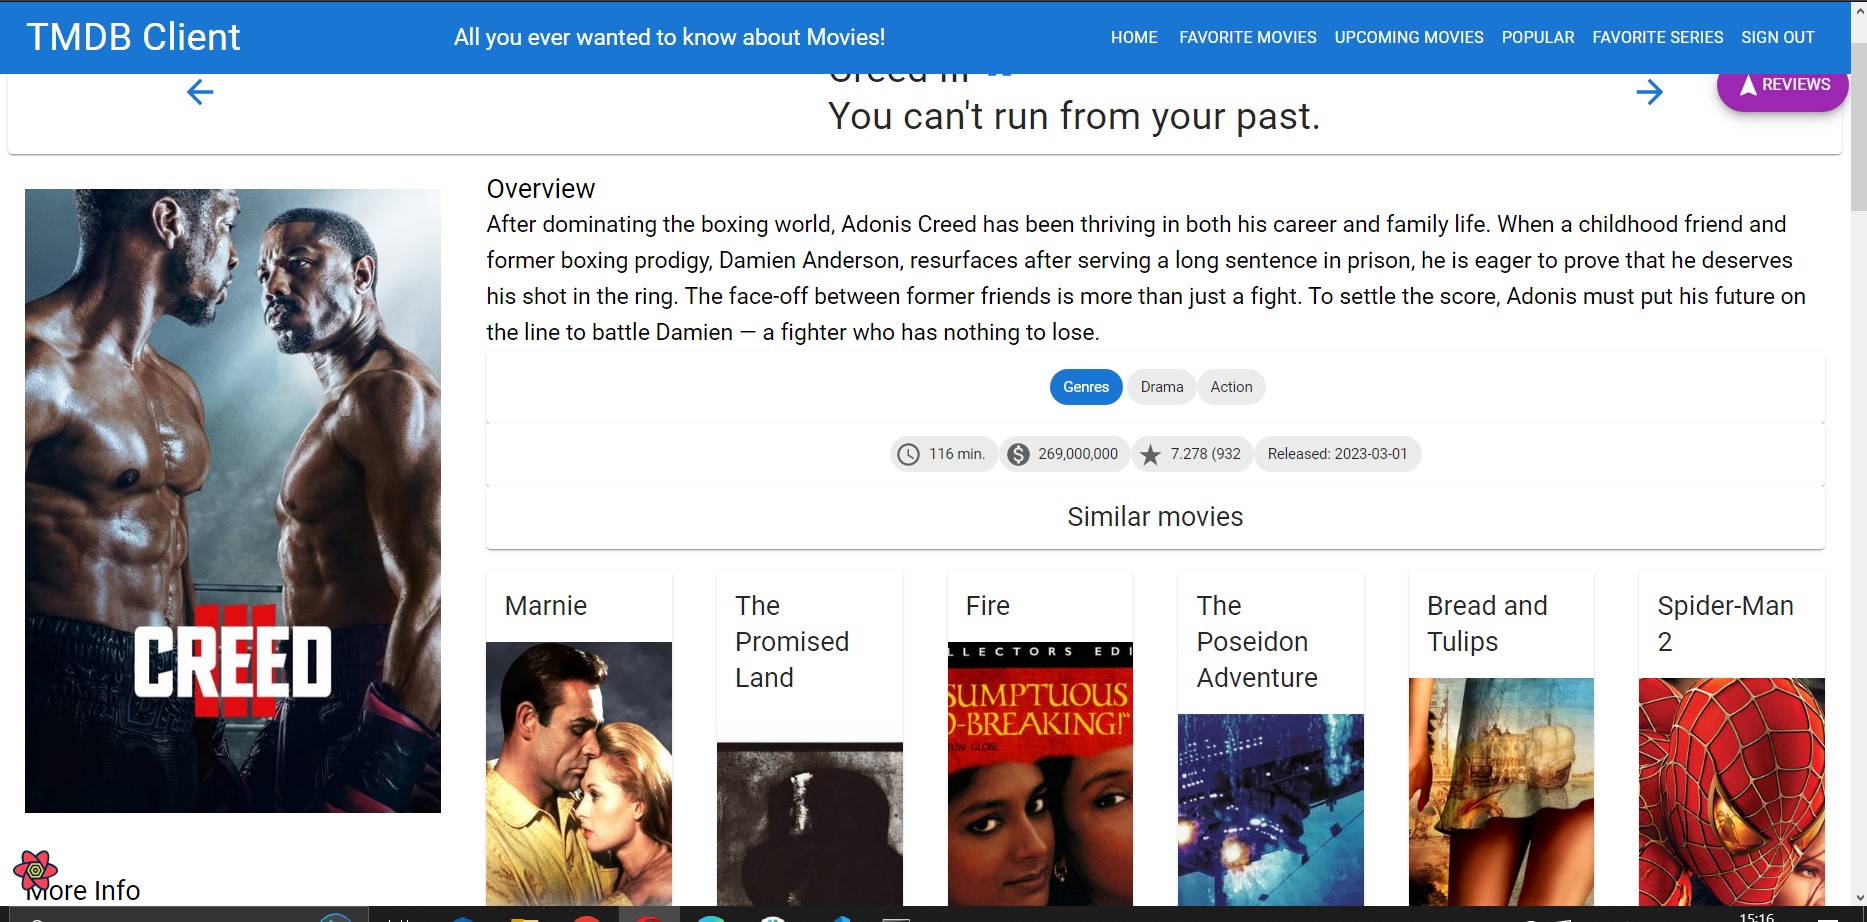 TMDB Client
All you ever wanted to know about Movies!
HOME FAVORITE MOVIES UPCOMING MOVIES POPULAR FAVORITE SERIES SIGN OUT
Creed III
You can't run from your past.
REVIEWS
Overview
After dominating the boxing world, Adonis Creed has been thriving in both his career and family life. When a childhood friend and
former boxing prodigy, Damien Anderson, resurfaces after serving a long sentence in prison, he is eager to prove that he deserves
his shot in the ring. The face-off between former friends is more than just a fight. To settle the score, Adonis must put his future on
the line to battle Damien — a fighter who has nothing to lose.
Genres Drama Action
116 min. 269,000,000 7.278 (932 Released: 2023-03-01
Similar movies
CREED
III
Marnie
The
Promised
Land
Fire
LLECTORS EDI
SUMPTUOUS
D-BREAKING!"
ON GLOBE
The
Poseidon
Adventure
Bread and
Tulips
Spider-Man
2
More Info
15:16